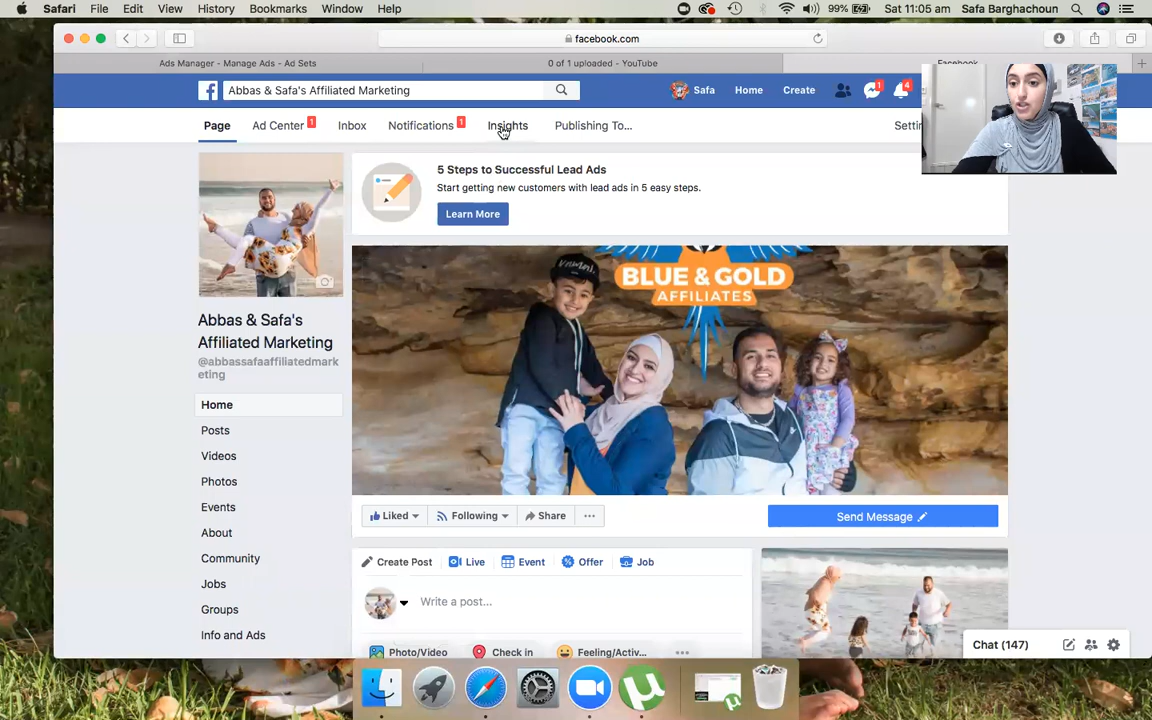 Safari File Edit View History Bookmarks Window Help 99% Sat 11:05 am Safa Barghachoun
facebook.com
Ads Manager - Manage Ads - Ad Sets 0 of 1 uploaded - YouTube Facebook
f Abbas & Safa's Affiliated Marketing Safa Home Create 1 4
Page Ad Center 1 Inbox Notifications 1 Insights Publishing To... Settin
5 Steps to Successful Lead Ads
Start getting new customers with lead ads in 5 easy steps.
Learn More
BLUE & GOLD
AFFILIATES
Abbas & Safa's
Affiliated Marketing
@abbassafaaffiliatedmark
eting
Home
Posts
Videos
Photos
Events
About
Community
Jobs
Groups
Info and Ads
Liked Following Share ... Send Message
Create Post Live Event Offer Job
Write a post...
Photo/Video Check in Feeling/Activ... ...
Chat (147)